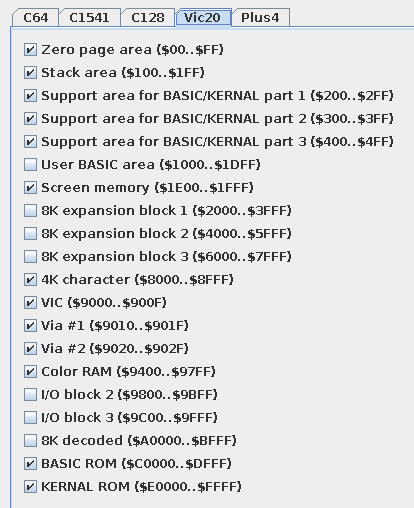 C64 C1541 C128 Vic20 Plus4
Zero page area ($00..$FF)
Stack area ($100..$1FF)
Support area for BASIC/KERNAL part 1 ($200..$2FF)
Support area for BASIC/KERNAL part 2 ($300..$3FF)
Support area for BASIC/KERNAL part 3 ($400..$4FF)
User BASIC area ($1000..$1DFF)
Screen memory ($1E00..$1FFF)
8K expansion block 1 ($2000..$3FFF)
8K expansion block 2 ($4000..$5FFF)
8K expansion block 3 ($6000..$7FFF)
4K character ($8000..$8FFF)
VIC ($9000..$900F)
Via #1 ($9010..$901F)
Via #2 ($9020..$902F)
Color RAM ($9400..$97FF)
I/O block 2 ($9800..$9BFF)
I/O block 3 ($9C00..$9FFF)
8K decoded ($A0000..$BFFF)
BASIC ROM ($C0000..$DFFF)
KERNAL ROM ($E0000..$FFFF)